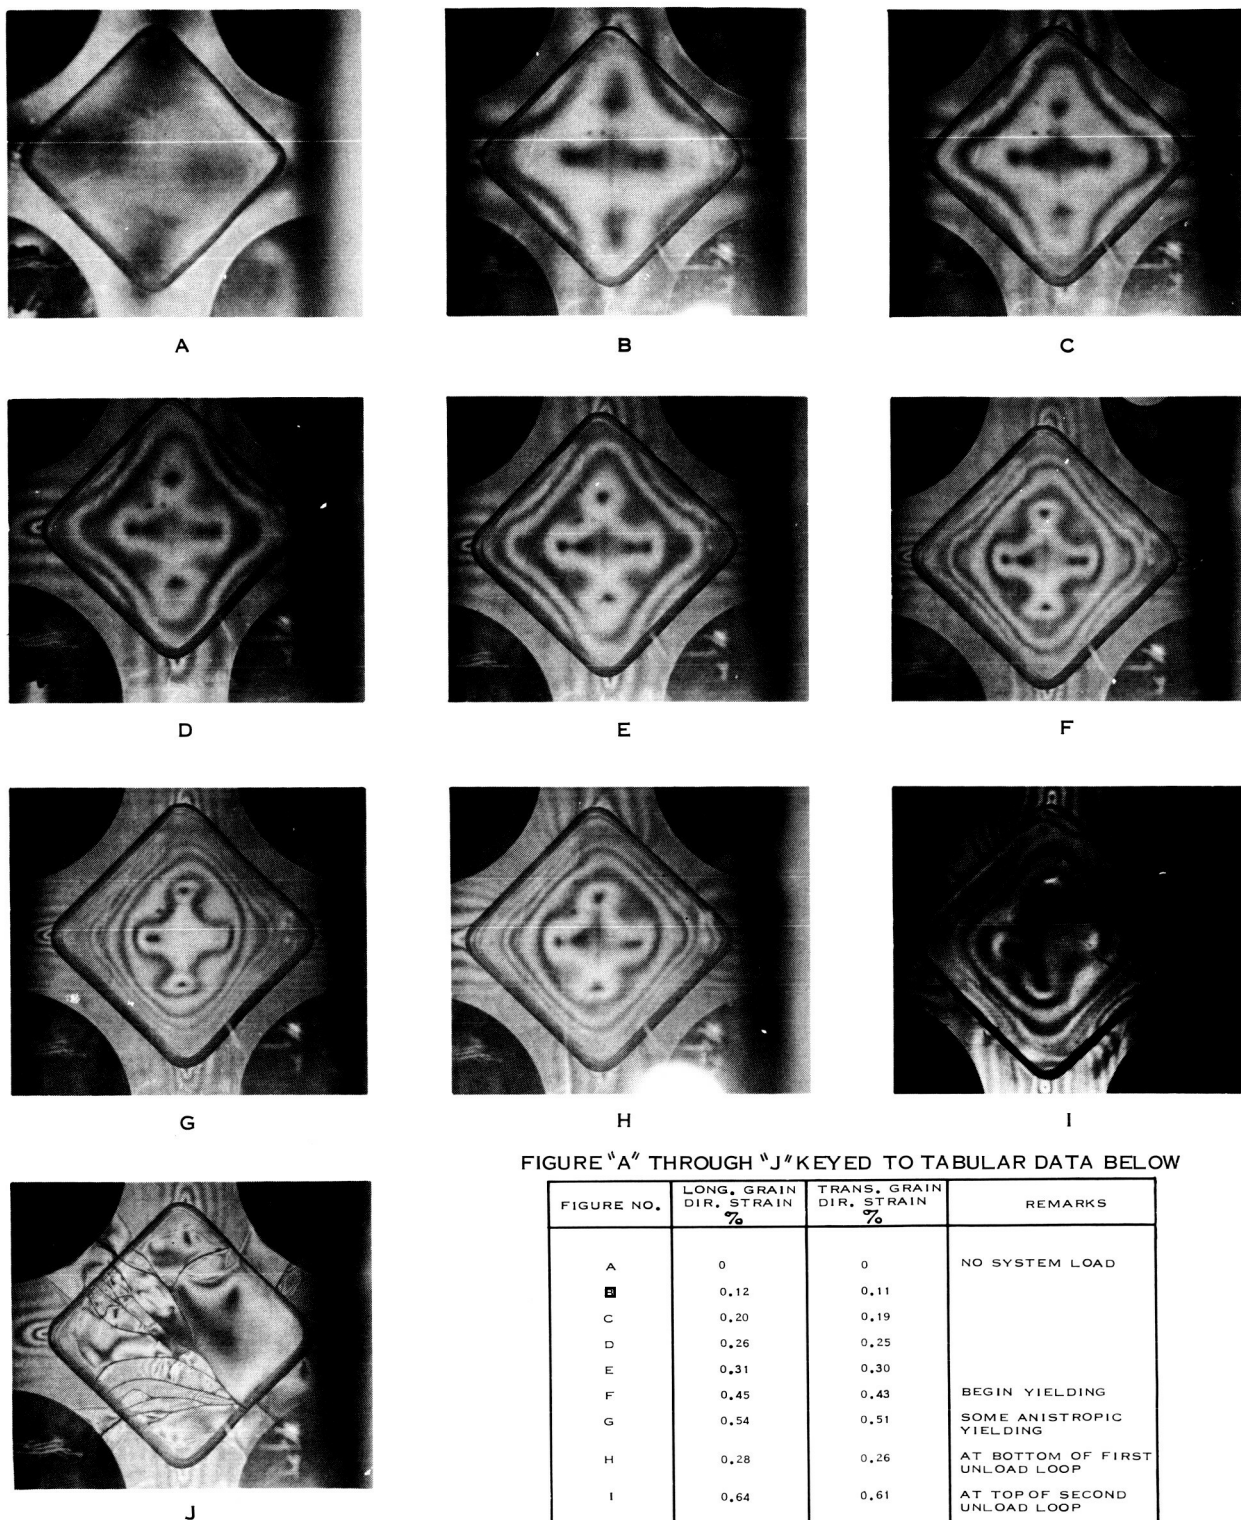 A
B
C
D
E
F
G
H
I
J
FIGURE "A" THROUGH "J" KEYED TO TABULAR DATA BELOW
FIGURE NO. LONG. GRAIN DIR. STRAIN % TRANS. GRAIN DIR. STRAIN % REMARKS
A 0 0 NO SYSTEM LOAD
B 0.12 0.11
C 0.20 0.19
D 0.26 0.25
E 0.31 0.30
F 0.45 0.43 BEGIN YIELDING
G 0.54 0.51 SOME ANISTROPIC
YIELDING
H 0.28 0.26 AT BOTTOM OF FIRST
UNLOAD LOOP
I 0.64 0.61 AT TOP OF SECOND
UNLOAD LOOP